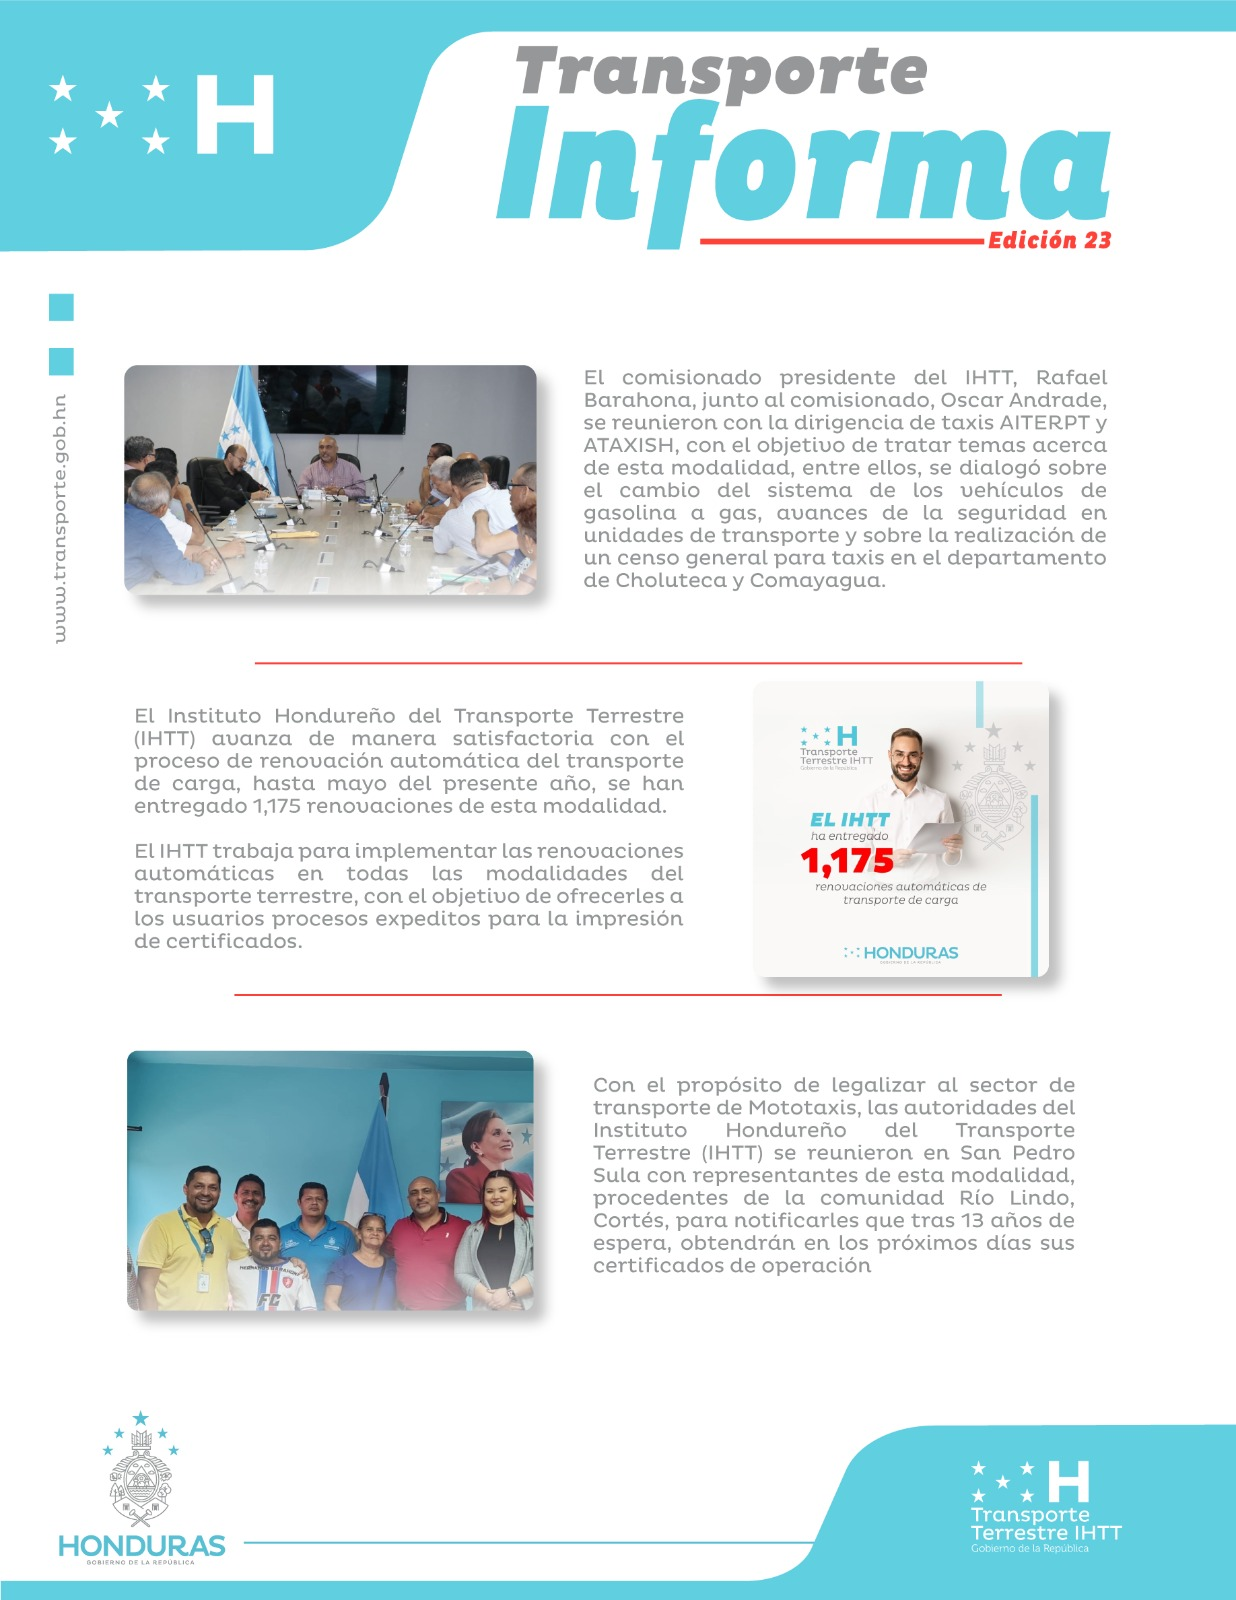 H
Transporte
Informa
Edición 23
www.transporte.gob.hn
El comisionado presidente del IHTT, Rafael
Barahona, junto al comisionado, Oscar Andrade,
se reunieron con la dirigencia de taxis AITERPT y
ATAXISH, con el objetivo de tratar temas acerca
de esta modalidad, entre ellos, se dialogó sobre
el cambio del sistema de los vehículos de
gasolina a gas, avances de la seguridad en
unidades de transporte y sobre la realización de
un censo general para taxis en el departamento
de Choluteca y Comayagua.
El Instituto Hondureño del Transporte Terrestre
(IHTT) avanza de manera satisfactoria con el
proceso de renovación automática del transporte
de carga, hasta mayo del presente año, se han
entregado 1,175 renovaciones de esta modalidad.
El IHTT trabaja para implementar las renovaciones
automáticas en todas las modalidades del
transporte terrestre, con el objetivo de ofrecerles a
los usuarios procesos expeditos para la impresión
de certificados.
H
Transporte
Terrestre IHTT
Gobierno de la República
EL IHTT
ha entregado
1,175
renovaciones automáticas de
transporte de carga
HONDURAS
GOBIERNO DE LA REPÚBLICA
Con el propósito de legalizar al sector de
transporte de Mototaxis, las autoridades del
Instituto Hondureño del Transporte
Terrestre (IHTT) se reunieron en San Pedro
Sula con representantes de esta modalidad,
procedentes de la comunidad Río Lindo,
Cortés, para notificarles que tras 13 años de
espera, obtendrán en los próximos días sus
certificados de operación
FC
HONDURAS
GOBIERNO DE LA REPÚBLICA
H
Transporte
Terrestre IHTT
Gobierno de la República